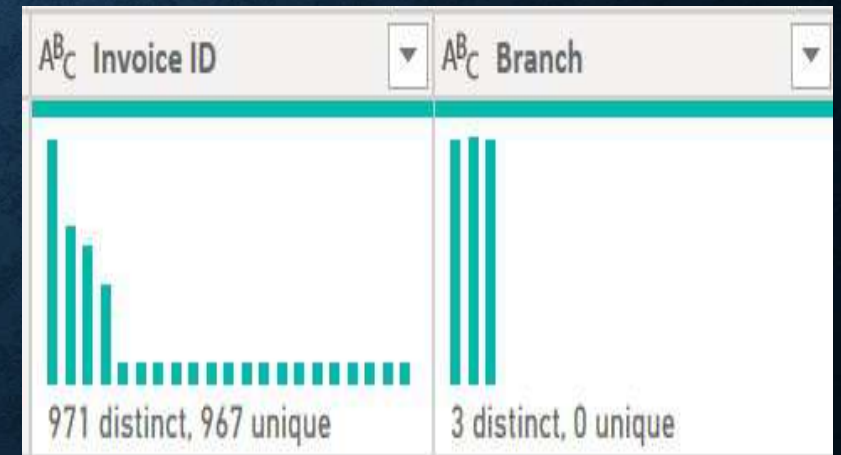 ABC Invoice ID
ABC Branch
971 distinct, 967 unique
3 distinct, 0 unique